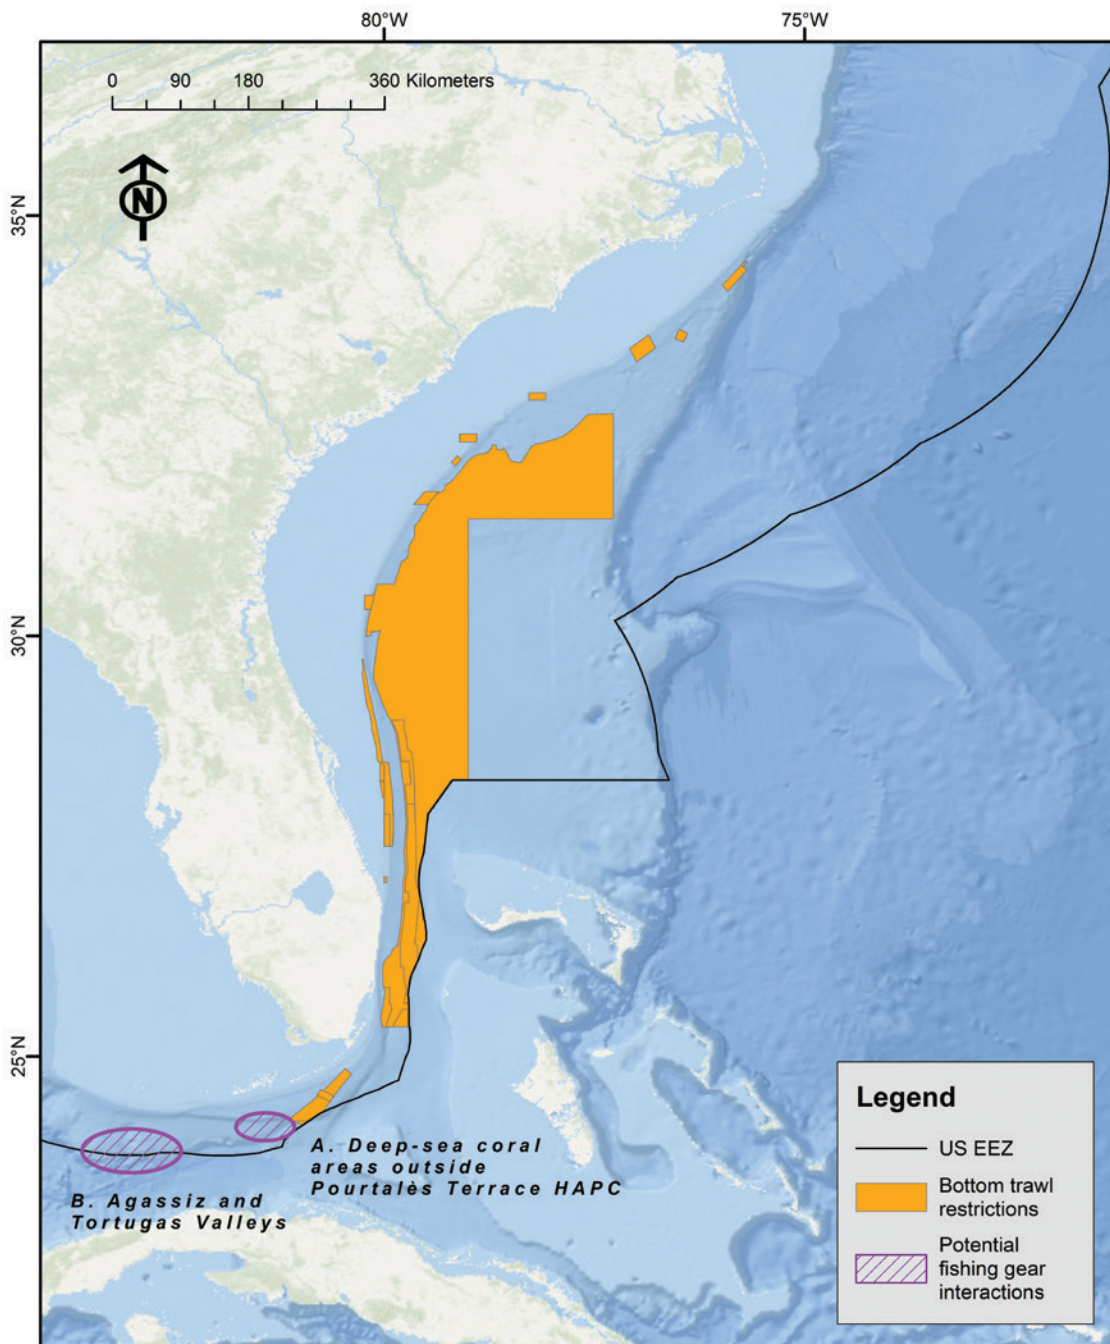 80°W
75°W
0
90
180
360 Kilometers
N
35°N
30°N
25°N
A. Deep-sea coral
areas outside
Pourtalès Terrace HAPC
B. Agassiz and
Tortugas Valleys
Legend
US EEZ
Bottom trawl
restrictions
Potential
fishing gear
interactions